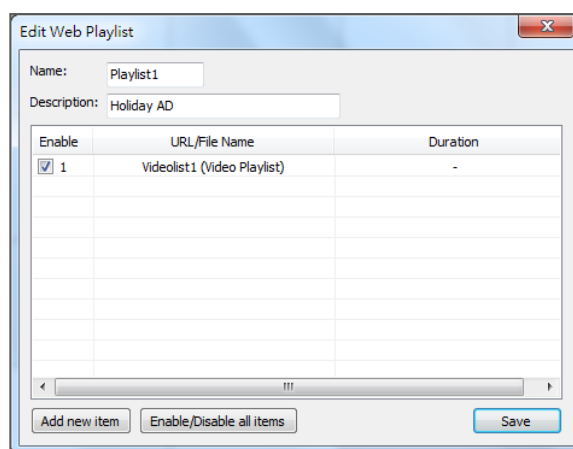 Edit Web Playlist
Name: Playlist1
Description: Holiday AD
Enable URL/File Name Duration
1 Videolist1 (Video Playlist) -
Add new item Enable/Disable all items Save